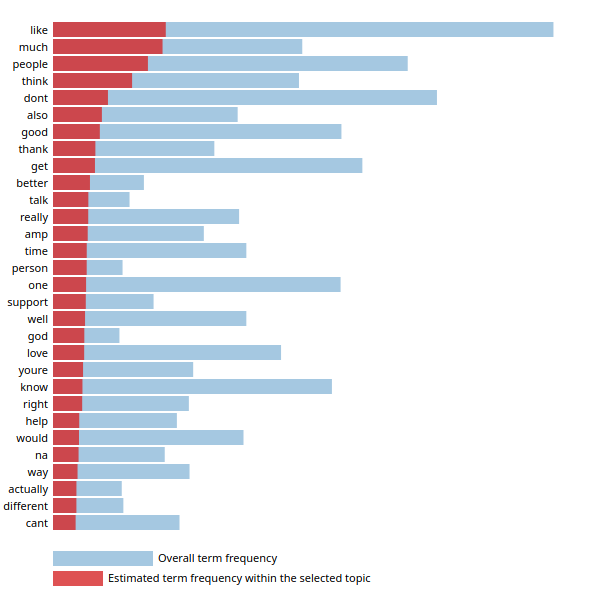 like
much
people
think
dont
also
good
thank
get
better
talk
really
amp
time
person
one
support
well
god
love
youre
know
right
help
would
na
way
actually
different
cant
Overall term frequency
Estimated term frequency within the selected topic